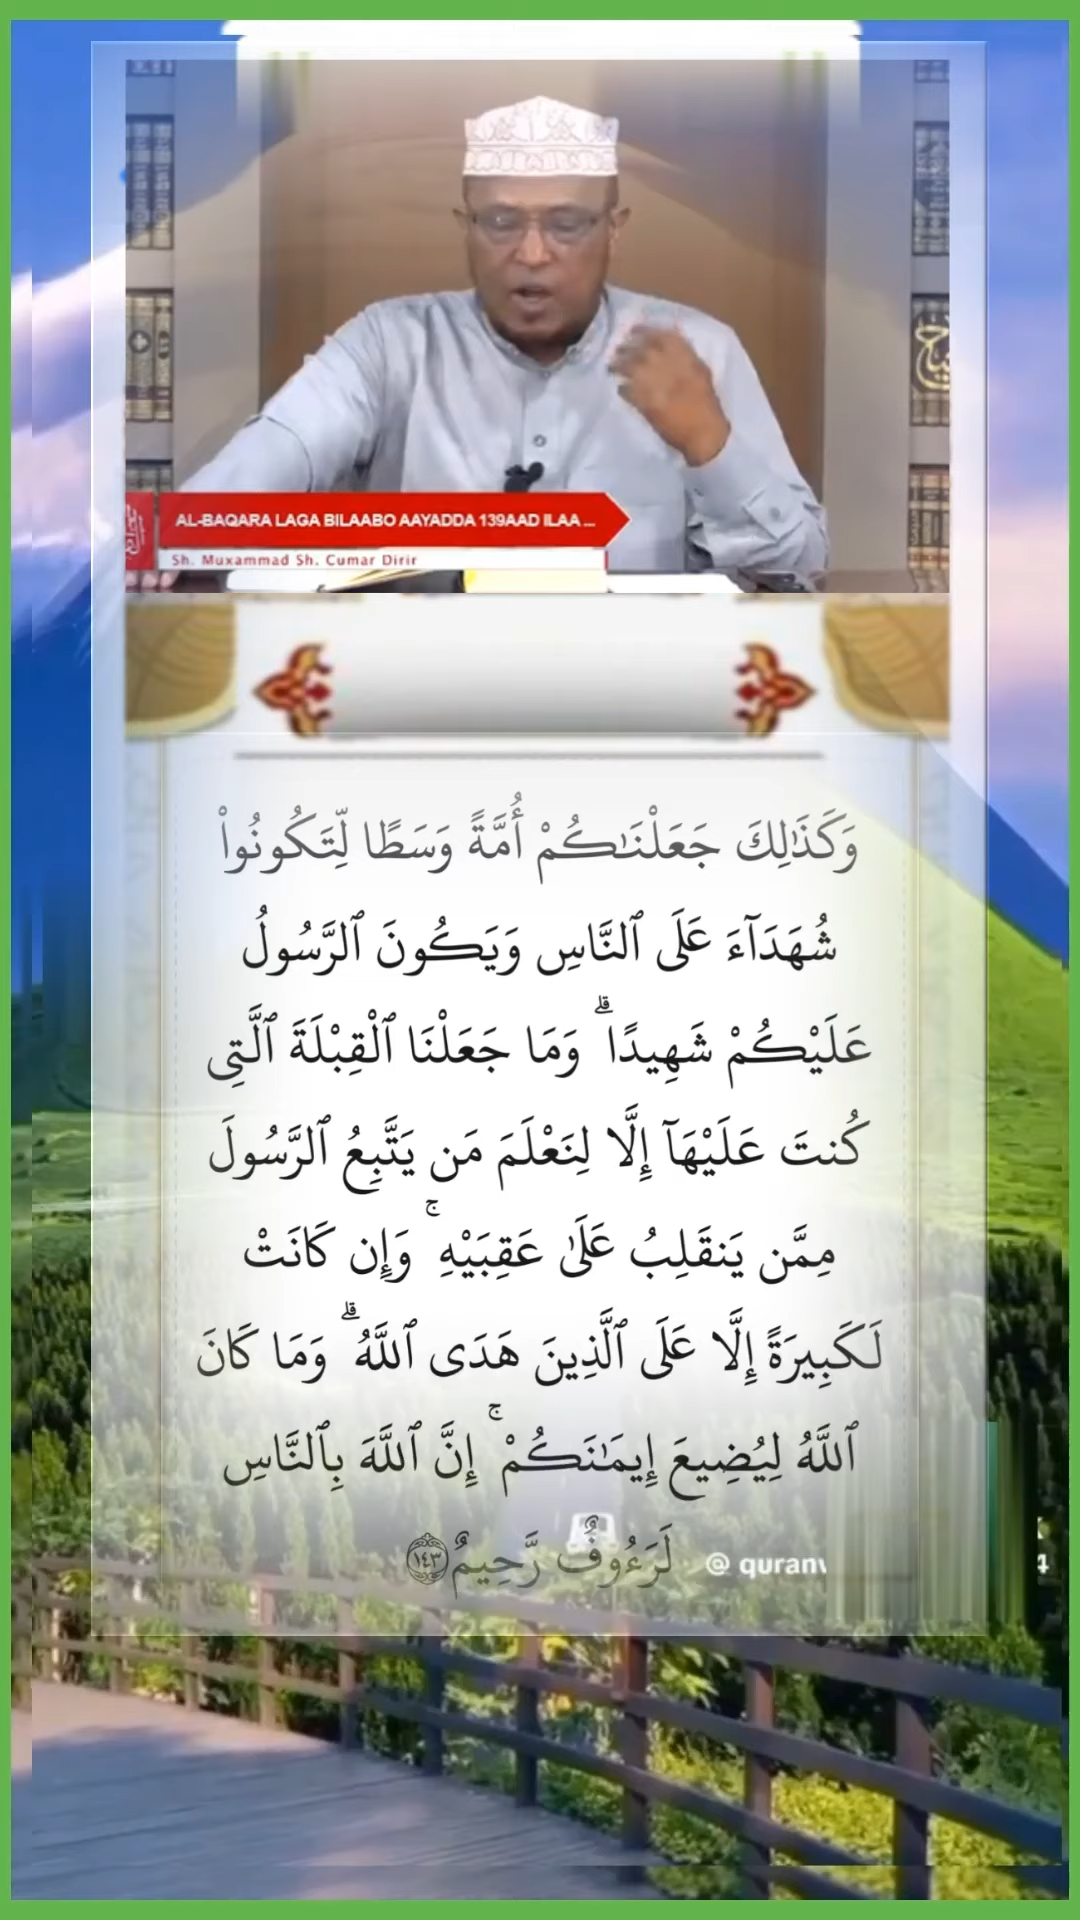 AL-BAQARA LAGA BILAABO AAYADDA 139AAD ILAA ...
Sh. Muxammad Sh. Cumar Dirir
وَكَذَٰلِكَ جَعَلْنَـٰكُمْ أُمَّةً وَسَطًا لِّتَكُونُوا۟
شُهَدَآءَ عَلَى ٱلنَّاسِ وَيَكُونَ ٱلرَّسُولُ
عَلَيْكُمْ شَهِيدًا ۗ وَمَا جَعَلْنَا ٱلْقِبْلَةَ ٱلَّتِى
كُنتَ عَلَيْهَآ إِلَّا لِنَعْلَمَ مَن يَتَّبِعُ ٱلرَّسُولَ
مِمَّن يَنقَلِبُ عَلَىٰ عَقِبَيْهِ ۚ وَإِن كَانَتْ
لَكَبِيرَةً إِلَّا عَلَى ٱلَّذِينَ هَدَى ٱللَّهُ ۗ وَمَا كَانَ
ٱللَّهُ لِيُضِيعَ إِيمَـٰنَكُمْ ۚ إِنَّ ٱللَّهَ بِٱلنَّاسِ
لَرَءُوفٌ رَّحِيمٌ ١٤٣